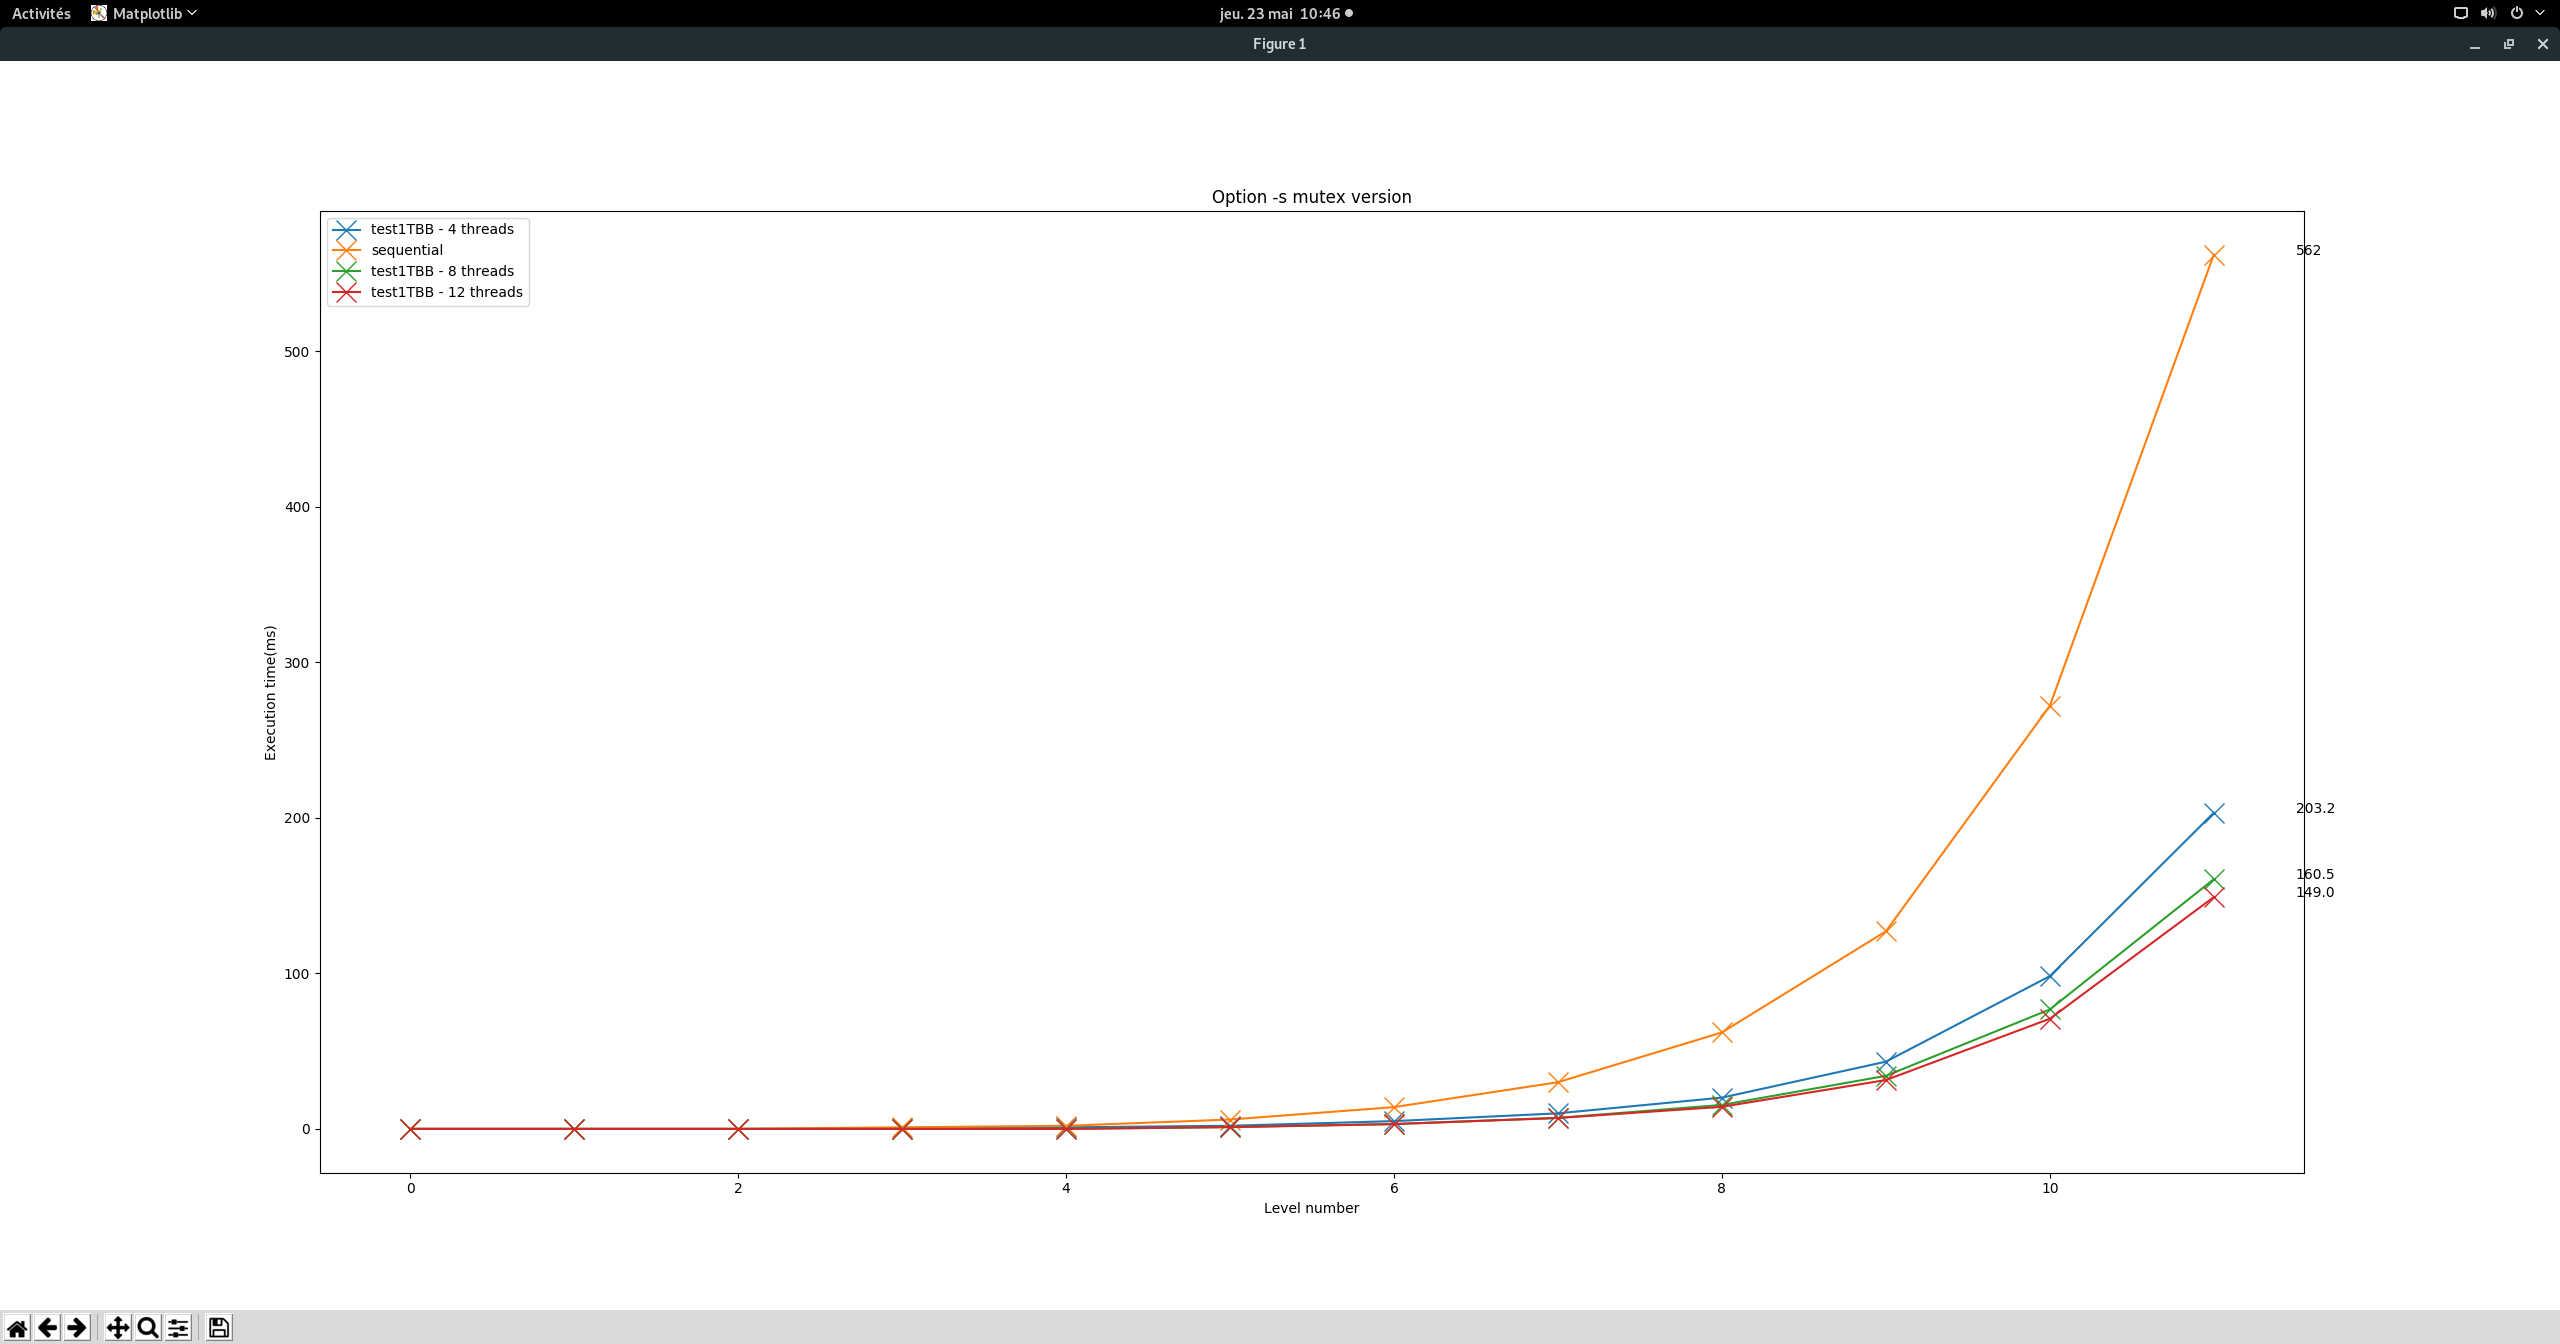 Activités Matplotlib jeu. 23 mai 10:46
Figure 1
Option -s mutex version
test1TBB - 4 threads
sequential
test1TBB - 8 threads
test1TBB - 12 threads
562
203.2
160.5
149.0
500
400
300
200
100
0
Execution time(ms)
0 2 4 6 8 10
Level number